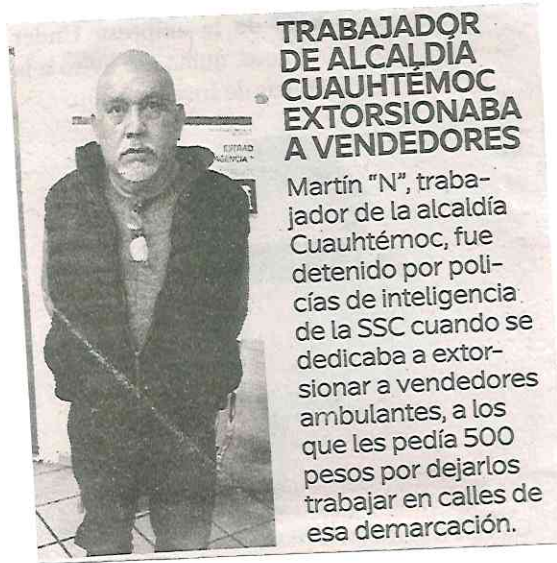 TRABAJADOR
DE ALCALDÍA
CUAUHTÉMOC
EXTORSIONABA
A VENDEDORES
Martín "N", traba-
jador de la alcaldía
Cuauhtémoc, fue
detenido por poli-
cías de inteligencia
de la SSC cuando se
dedicaba a extor-
sionar a vendedores
ambulantes, a los
que les pedía 500
pesos por dejarlos
trabajar en calles de
esa demarcación.